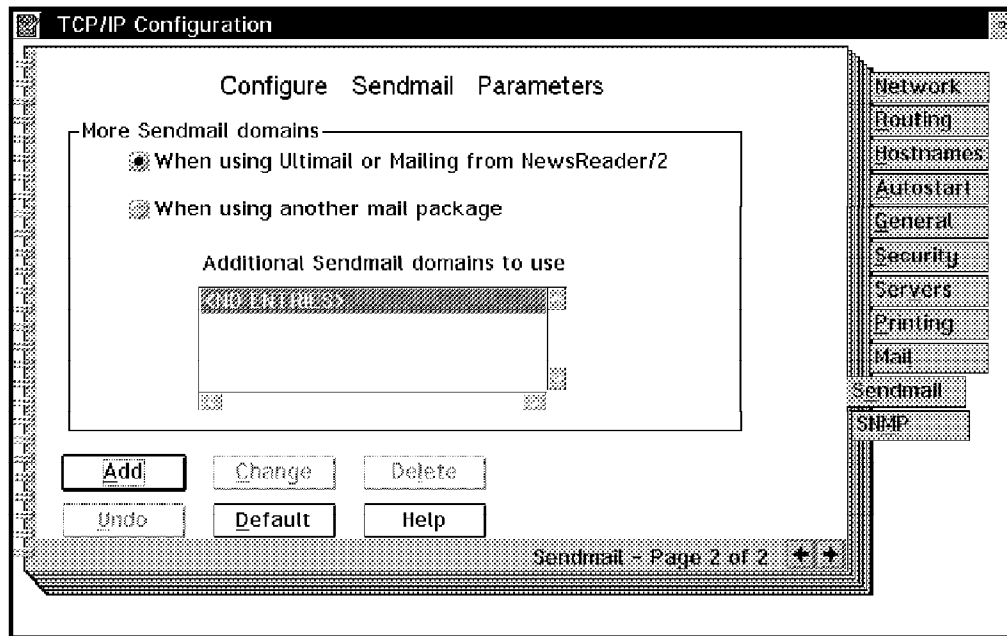 TCP/IP Configuration
Configure Sendmail Parameters
More Sendmail domains
When using Ultimail or Mailing from NewsReader/2
When using another mail package
Additional Sendmail domains to use
<NO ENTRIES>
Add
Change
Delete
Undo
Default
Help
Sendmail - Page 2 of 2
Network
Routing
Hostnames
Autostart
General
Security
Servers
Printing
Mail
Sendmail
SNMP